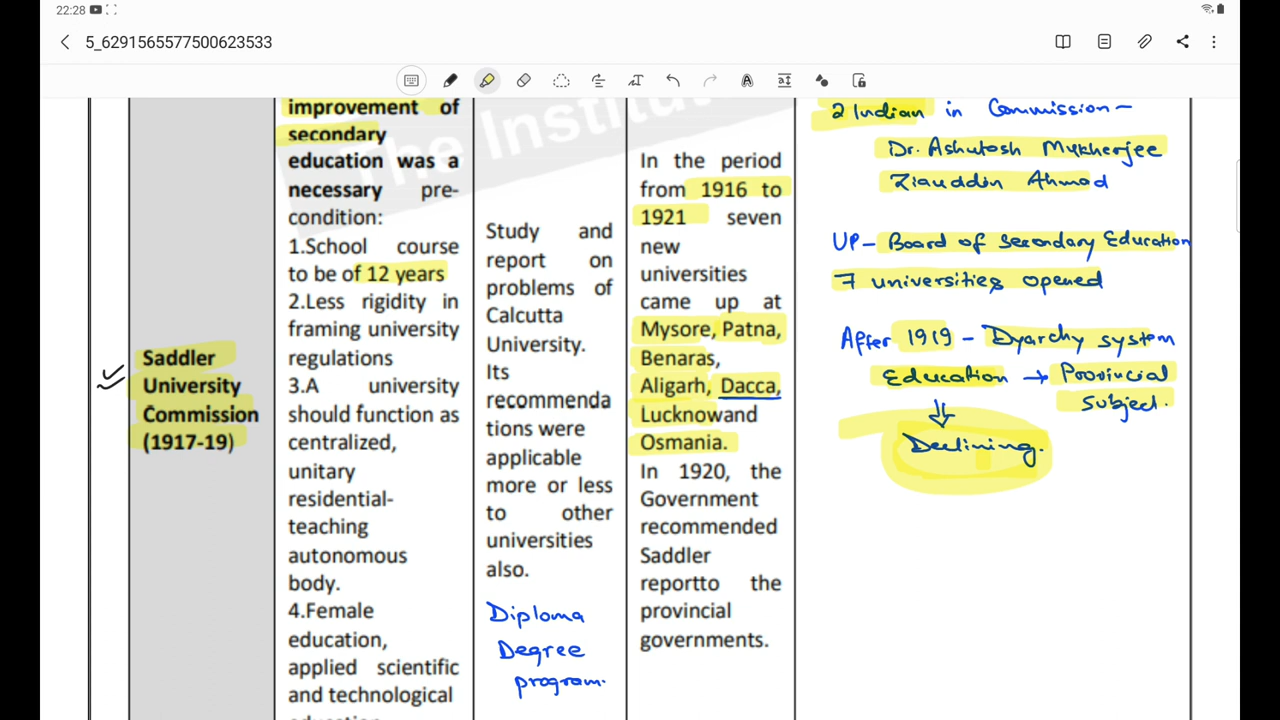 22:28
5_6291565577500623533
improvement of
secondary
education was a
necessary pre-
condition:
1.School course
to be of 12 years
2.Less rigidity in
framing university
regulations
3.A university
should function as
centralized,
unitary
residential-
teaching
autonomous
body.
4.Female
education,
applied scientific
and technological
Saddler
University
Commission
(1917-19)
The Institut
Study and
report on
problems of
Calcutta
University.
Its
recommenda
tions were
applicable
more or less
to other
universities
also.
Diploma
Degree
program.
In the period
from 1916 to
1921 seven
new
universities
came up at
Mysore, Patna,
Benaras,
Aligarh, Dacca,
Lucknowand
Osmania.
In 1920, the
Government
recommended
Saddler
reportto the
provincial
governments.
2 Indian in Commission-
Dr. Ashutosh Mukherjee
Ziauddin Ahmad
UP- Board of Secondary Education
7 universities opened
After 1919 - Dyarchy system
Education → Provincial
subject.
⇓
Declining.